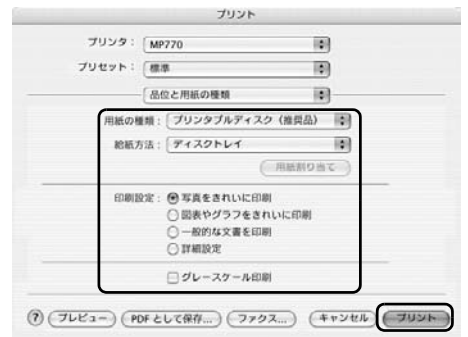 プリント
プリンタ： MP770
プリセット： 標準
品位と用紙の種類
用紙の種類： プリンタブルディスク（推奨品）
給紙方法： ディスクトレイ
用紙割り当て
印刷設定： 写真をきれいに印刷
図表やグラフをきれいに印刷
一般的な文書を印刷
詳細設定
グレースケール印刷
? プレビュー PDF として保存... ファクス... キャンセル プリント